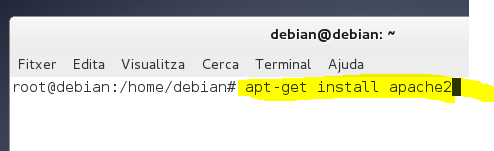 debian@debian: ~
Fitxer Edita Visualitza Cerca Terminal Ajuda
root@debian:/home/debian# apt-get install apache2